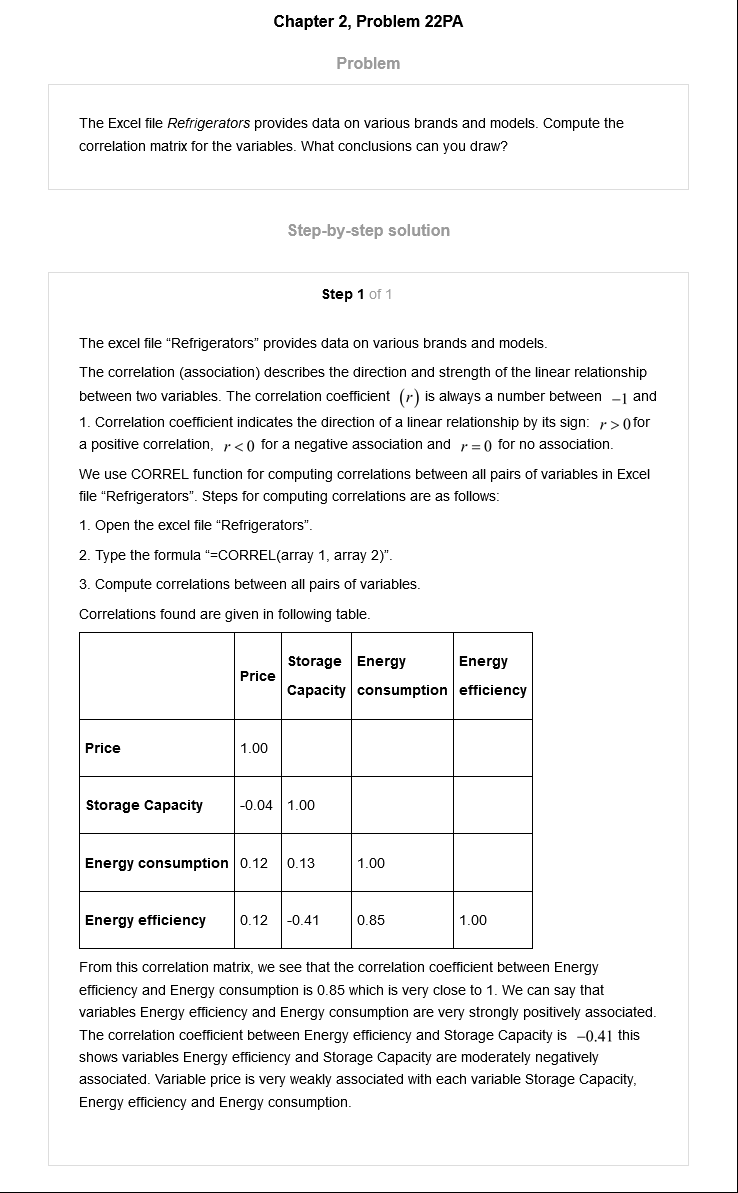 Chapter 2, Problem 22PA
Problem
The Excel file Refrigerators provides data on various brands and models. Compute the
correlation matrix for the variables. What conclusions can you draw?
Step-by-step solution
Step 1 of 1
The excel file “Refrigerators” provides data on various brands and models.
The correlation (association) describes the direction and strength of the linear relationship
between two variables. The correlation coefficient (r) is always a number between −1 and
1. Correlation coefficient indicates the direction of a linear relationship by its sign: r > 0 for
a positive correlation, r < 0 for a negative association and r = 0 for no association.
We use CORREL function for computing correlations between all pairs of variables in Excel
file “Refrigerators”. Steps for computing correlations are as follows:
1. Open the excel file “Refrigerators”.
2. Type the formula “=CORREL(array 1, array 2)”.
3. Compute correlations between all pairs of variables.
Correlations found are given in following table.
Price Storage Capacity Energy consumption Energy efficiency
Price 1.00
Storage Capacity -0.04 1.00
Energy consumption 0.12 0.13 1.00
Energy efficiency 0.12 -0.41 0.85 1.00
From this correlation matrix, we see that the correlation coefficient between Energy
efficiency and Energy consumption is 0.85 which is very close to 1. We can say that
variables Energy efficiency and Energy consumption are very strongly positively associated.
The correlation coefficient between Energy efficiency and Storage Capacity is −0.41 this
shows variables Energy efficiency and Storage Capacity are moderately negatively
associated. Variable price is very weakly associated with each variable Storage Capacity,
Energy efficiency and Energy consumption.